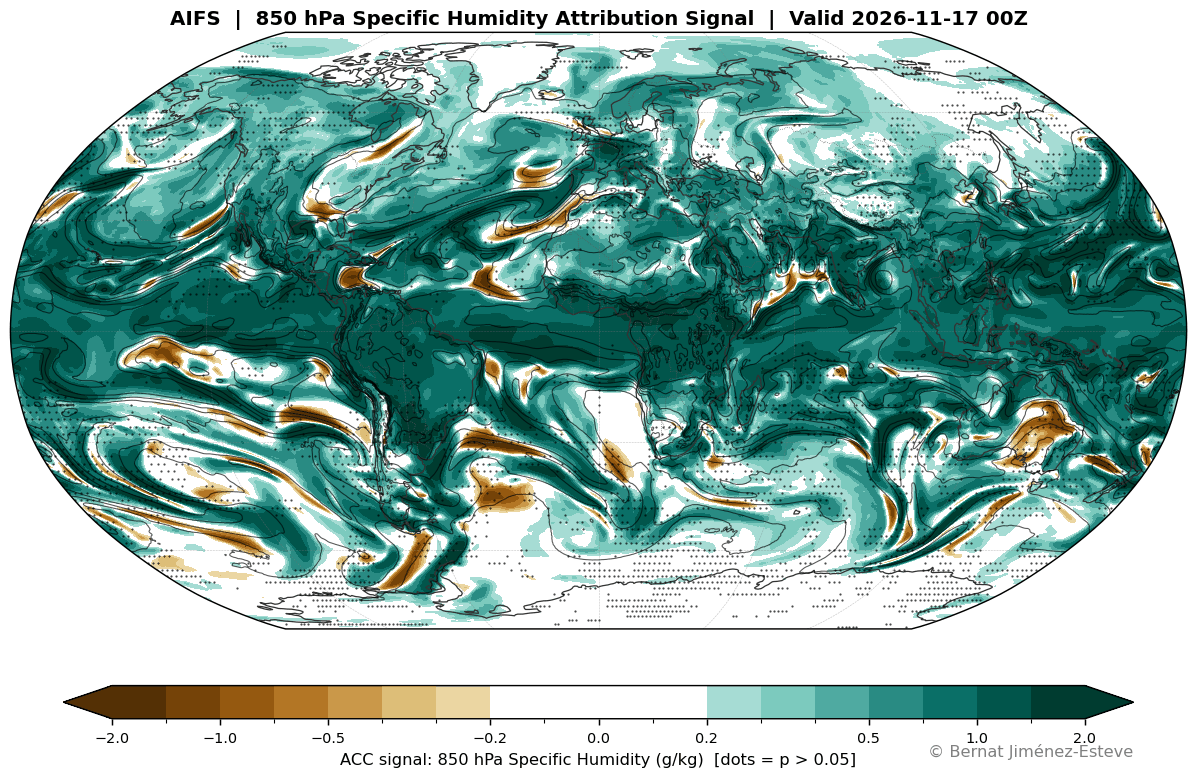 AIFS | 850 hPa Specific Humidity Attribution Signal | Valid 2026-11-17 00Z
−2.0 −1.0 −0.5 −0.2 0.0 0.2 0.5 1.0 2.0
ACC signal: 850 hPa Specific Humidity (g/kg) [dots = p > 0.05]
© Bernat Jiménez-Esteve